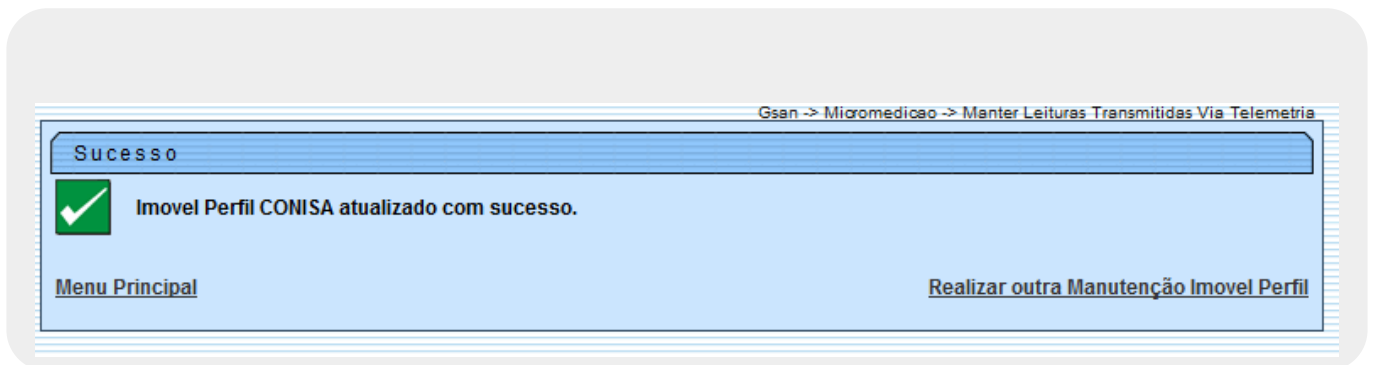 Gsan -> Micromedicao -> Manter Leituras Transmitidas Via Telemetria
Sucesso
Imovel Perfil CONISA atualizado com sucesso.
Menu Principal
Realizar outra Manutenção Imovel Perfil